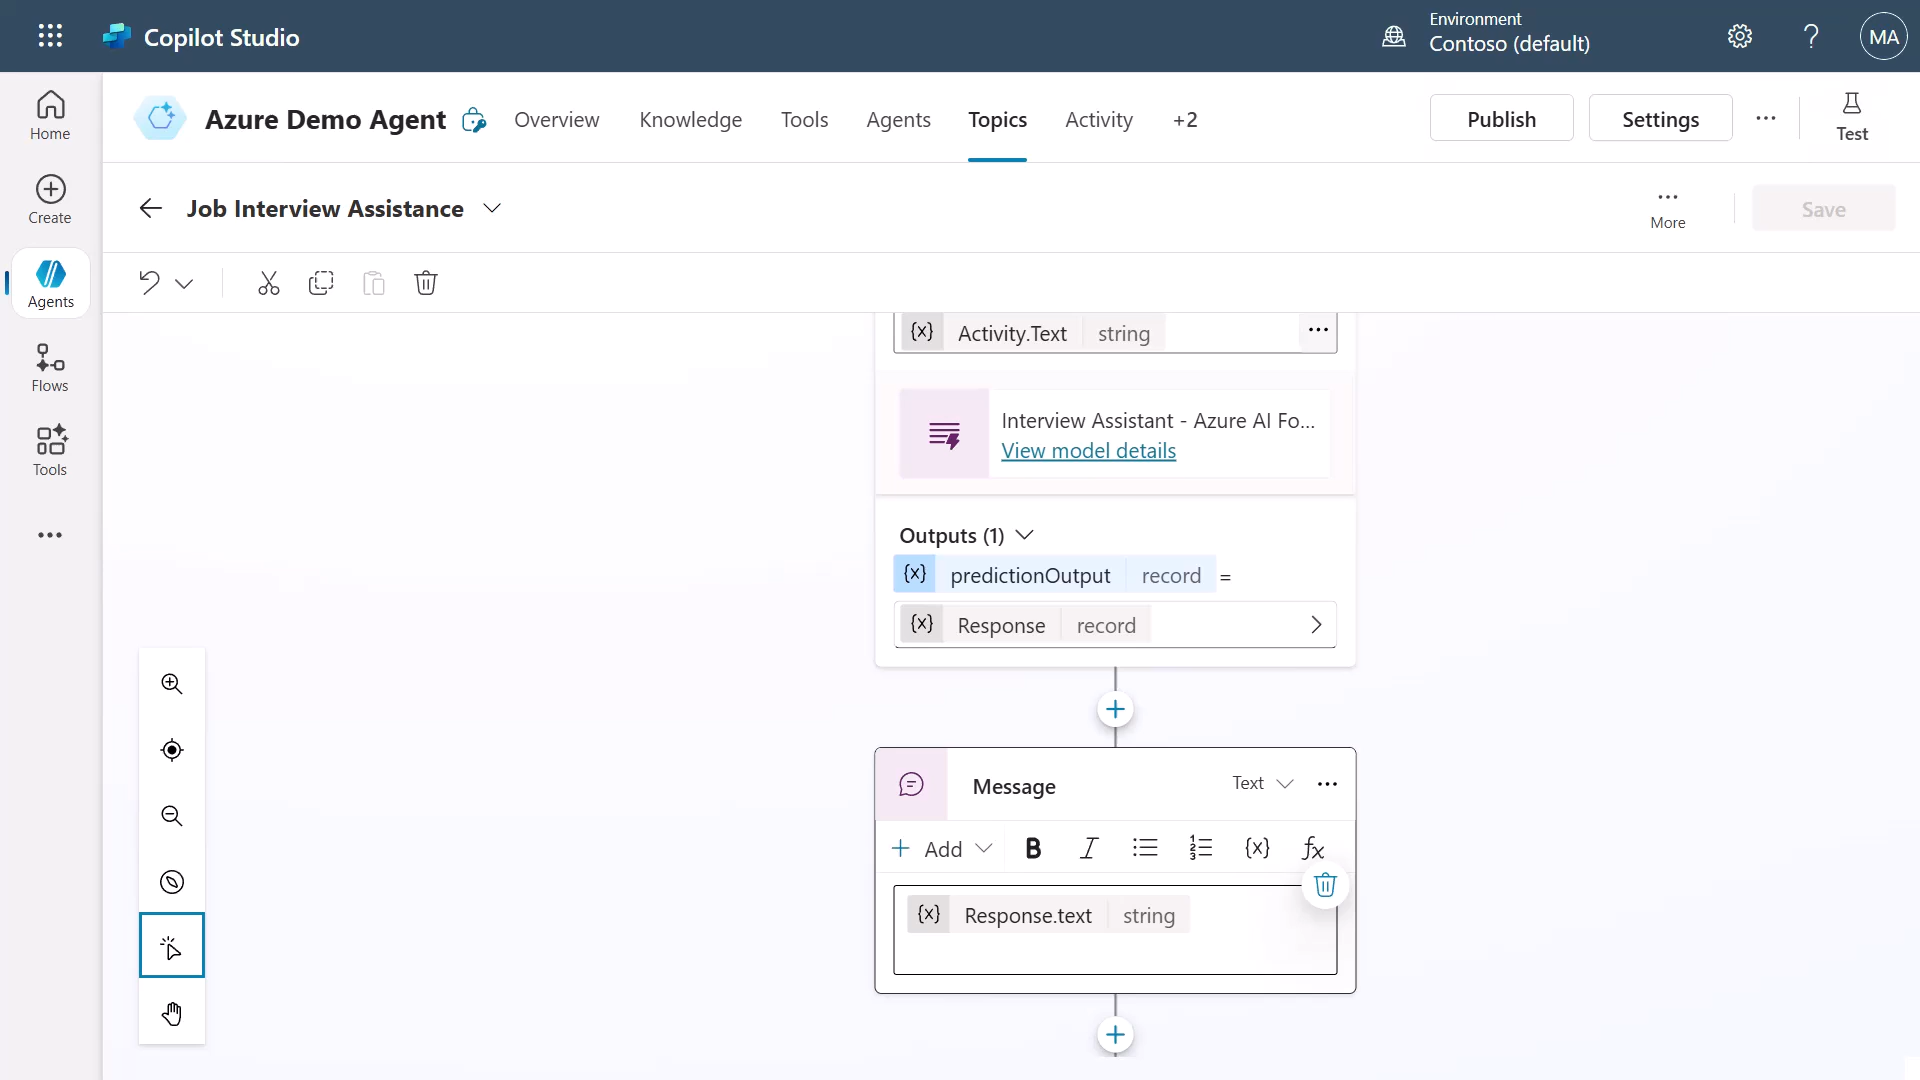 Copilot Studio
Environment
Contoso (default)
MA
Azure Demo Agent
Overview
Knowledge
Tools
Agents
Topics
Activity
+2
Publish
Settings
Test
Home
Create
Agents
Flows
Tools
Job Interview Assistance
More
Save
{x} Activity.Text string
Interview Assistant - Azure AI Fo...
View model details
Outputs (1)
{x} predictionOutput record =
{x} Response record
Message
Text
Add
B
I
{x}
fx
{x} Response.text string